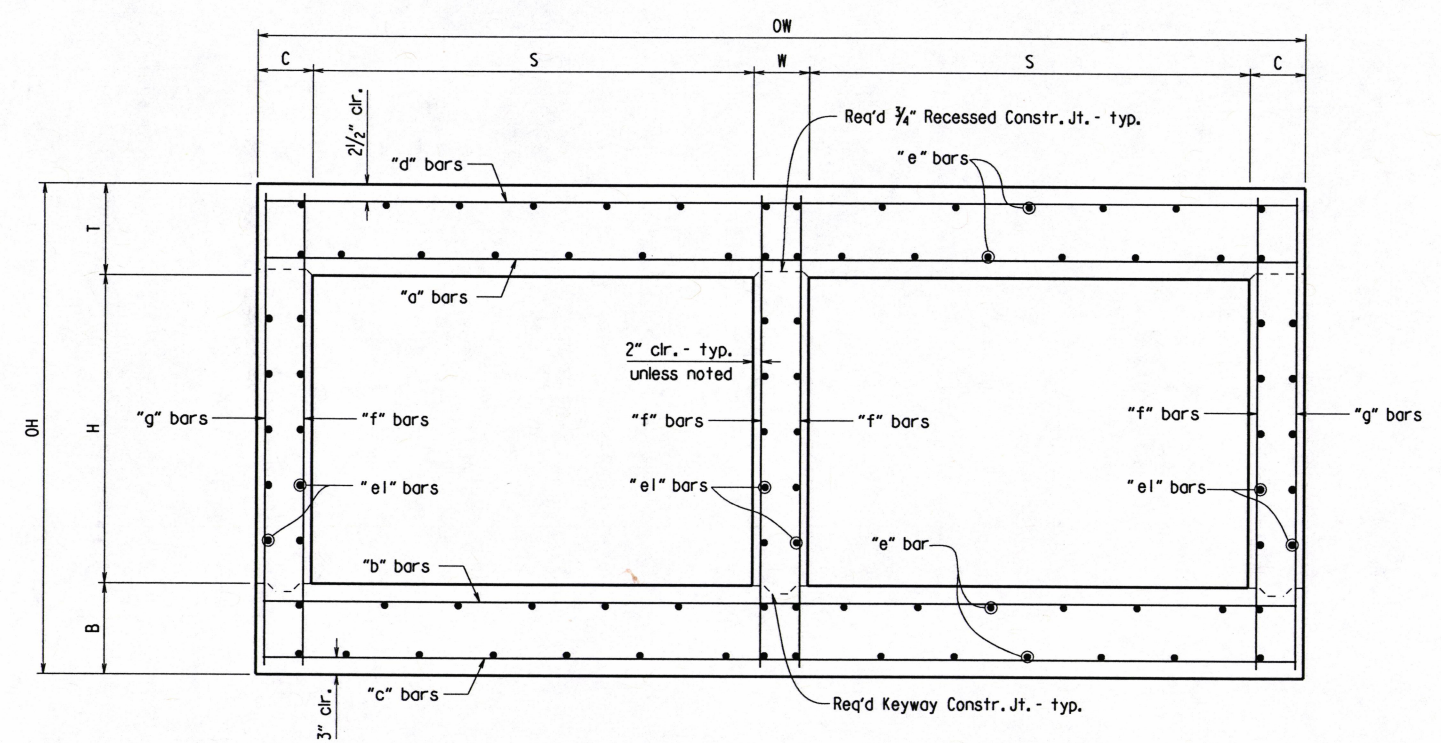 OW
C
S
W
S
C
2½" clr.
Req'd ¾" Recessed Constr. Jt. - typ.
"d" bars
"e" bars
T
"a" bars
2" clr. - typ.
unless noted
OH
H
"g" bars
"f" bars
"f" bars
"f" bars
"f" bars
"g" bars
"el" bars
"el" bars
"el" bars
"b" bars
"e" bar
B
"c" bars
3" clr.
Req'd Keyway Constr. Jt. - typ.